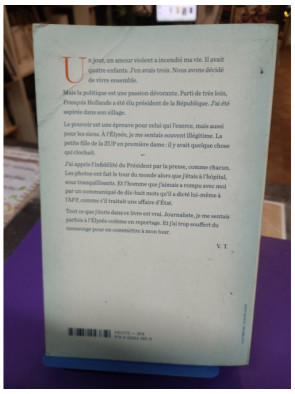 Un jour, un amour violent a incendié ma vie. Il avait
quatre enfants. J'en avais trois. Nous avons décidé
de vivre ensemble.
Mais la politique est une passion dévorante. Parti de très loin,
François Hollande a été élu président de la République. J'ai été
aspirée dans son sillage.
Le pouvoir est une épreuve pour celui qui l'exerce, mais aussi
pour les siens. À l'Élysée, je me sentais souvent illégitime. La
petite fille de la ZUP en première dame : il y avait quelque chose
qui clochait.
J'ai appris l'infidélité du Président par la presse, comme chacun.
Les photos ont fait le tour du monde alors que j'étais à l'hôpital,
sous tranquillisants. Et l'homme que j'aimais a rompu avec moi
par un communiqué de dix-huit mots qu'il a dicté lui-même à
l'AFP, comme s'il traitait une affaire d'État.
Tout ce que j'écris dans ce livre est vrai. Journaliste, je me sentais
parfois à l'Élysée comme en reportage. Et j'ai trop souffert du
mensonge pour en commettre à mon tour.
V. T.